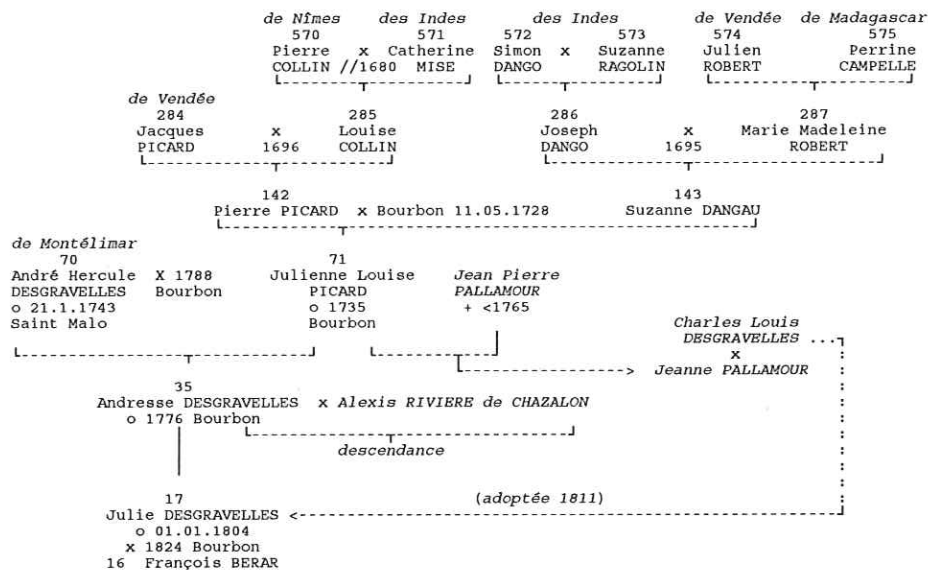 de Nîmes des Indes des Indes de Vendée de Madagascar
570 571 572 573 574 575
Pierre x Catherine Simon x Suzanne Julien Perrine
COLLIN //1680 MISE DANGO RAGOLIN ROBERT CAMPELLE
de Vendée
284 285 286 287
Jacques x Louise Joseph x Marie Madeleine
PICARD 1696 COLLIN DANGO 1695 ROBERT
142 143
Pierre PICARD x Bourbon 11.05.1728 Suzanne DANGAU
de Montélimar
70 71
André Hercule X 1788 Julienne Louise Jean Pierre
DESGRAVELLES Bourbon PICARD PALLAMOUR
o 21.1.1743 o 1735 + <1765
Saint Malo Bourbon
Charles Louis
DESGRAVELLES ...
x
Jeanne PALLAMOUR
35
Andresse DESGRAVELLES x Alexis RIVIERE de CHAZALON
o 1776 Bourbon
descendance
17 (adoptée 1811)
Julie DESGRAVELLES
o 01.01.1804
x 1824 Bourbon
16 François BERAR